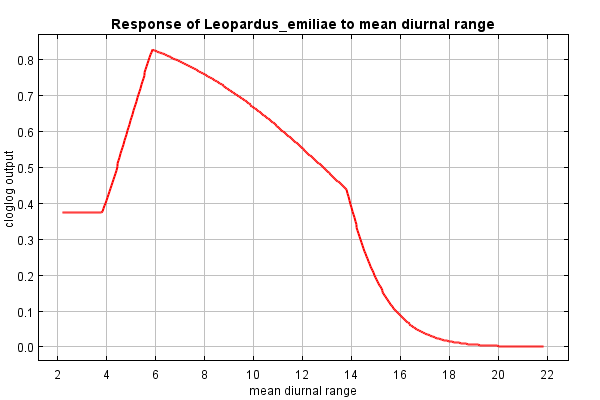 Response of Leopardus_emiliae to mean diurnal range
cloglog output
0.8
0.7
0.6
0.5
0.4
0.3
0.2
0.1
0.0
2 4 6 8 10 12 14 16 18 20 22
mean diurnal range